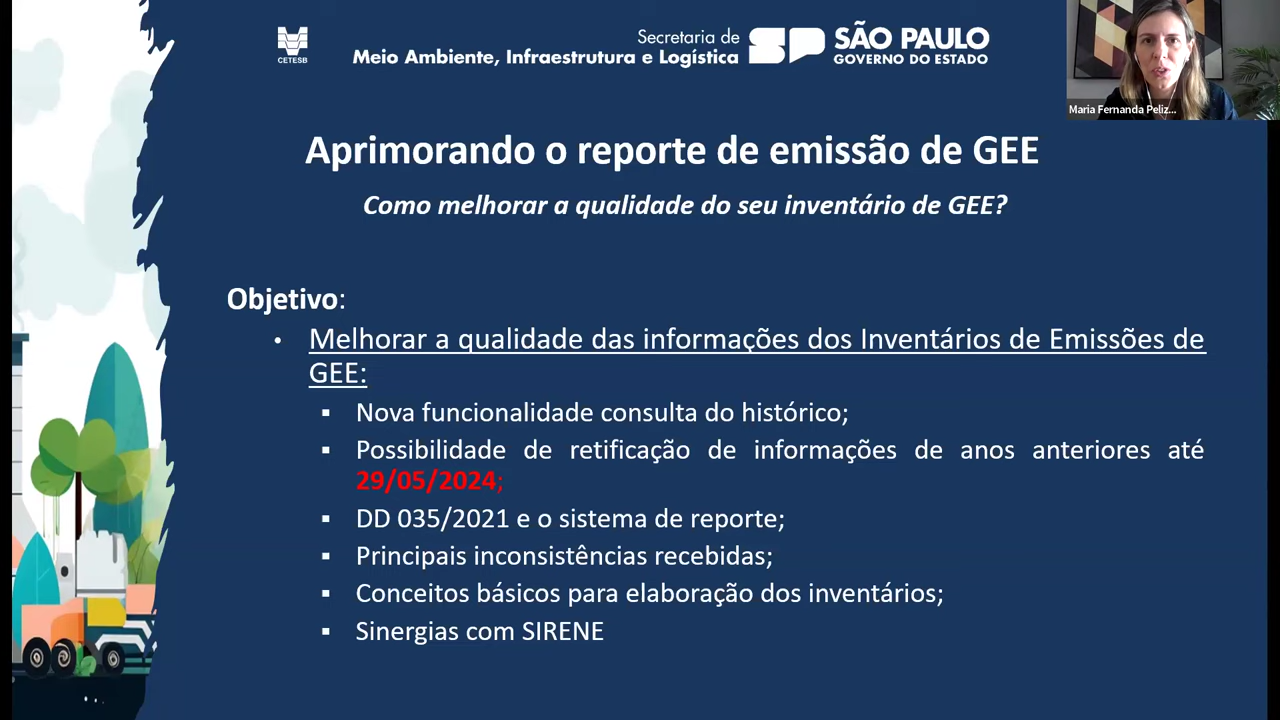 CETESB
Secretaria de
Meio Ambiente, Infraestrutura e Logística
SP
SÃO PAULO
GOVERNO DO ESTADO
Maria Fernanda Peliz...
Aprimorando o reporte de emissão de GEE
Como melhorar a qualidade do seu inventário de GEE?
Objetivo:
• Melhorar a qualidade das informações dos Inventários de Emissões de
GEE:
▪ Nova funcionalidade consulta do histórico;
▪ Possibilidade de retificação de informações de anos anteriores até
29/05/2024;
▪ DD 035/2021 e o sistema de reporte;
▪ Principais inconsistências recebidas;
▪ Conceitos básicos para elaboração dos inventários;
▪ Sinergias com SIRENE